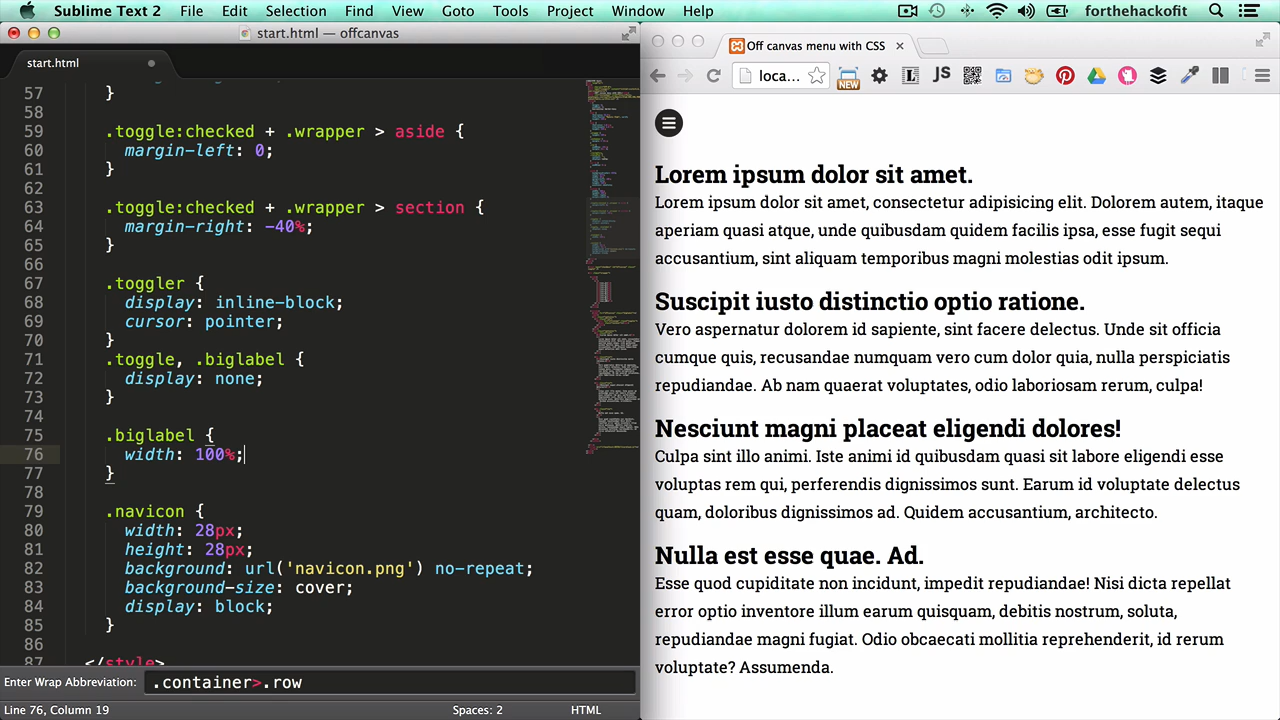 Sublime Text 2 File Edit Selection Find View Goto Tools Project Window Help forthehackofit
start.html — offcanvas
start.html
57 }
58
59 .toggle:checked + .wrapper > aside {
60 margin-left: 0;
61 }
62
63 .toggle:checked + .wrapper > section {
64 margin-right: -40%;
65 }
66
67 .toggler {
68 display: inline-block;
69 cursor: pointer;
70 }
71 .toggle, .biglabel {
72 display: none;
73 }
74
75 .biglabel {
76 width: 100%;
77 }
78
79 .navicon {
80 width: 28px;
81 height: 28px;
82 background: url('navicon.png') no-repeat;
83 background-size: cover;
84 display: block;
85 }
86
87 </style>
Enter Wrap Abbreviation: .container>.row
Line 76, Column 19 Spaces: 2 HTML
Off canvas menu with CSS
loca... NEW JS
Lorem ipsum dolor sit amet.
Lorem ipsum dolor sit amet, consectetur adipisicing elit. Dolorem autem, itaque
aperiam quasi atque, unde quibusdam quidem facilis ipsa, esse fugit sequi
accusantium, sint aliquam temporibus magni molestias odit ipsum.
Suscipit iusto distinctio optio ratione.
Vero aspernatur dolorem id sapiente, sint facere delectus. Unde sit officia
cumque quis, recusandae numquam vero cum dolor quia, nulla perspiciatis
repudiandae. Ab nam quaerat voluptates, odio laboriosam rerum, culpa!
Nesciunt magni placeat eligendi dolores!
Culpa sint illo animi. Iste animi id quibusdam quasi sit labore eligendi esse
voluptas rem qui, perferendis dignissimos sunt. Earum id voluptate delectus
quam, doloribus dignissimos ad. Quidem accusantium, architecto.
Nulla est esse quae. Ad.
Esse quod cupiditate non incidunt, impedit repudiandae! Nisi dicta repellat
error optio inventore illum earum quisquam, debitis nostrum, soluta,
repudiandae magni fugiat. Odio obcaecati mollitia reprehenderit, id rerum
voluptate? Assumenda.